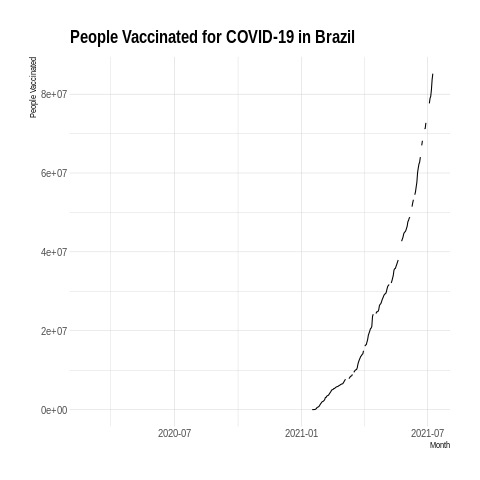 People Vaccinated for COVID-19 in Brazil
People Vaccinated
8e+07
6e+07
4e+07
2e+07
0e+00
2020-07
2021-01
2021-07
Month